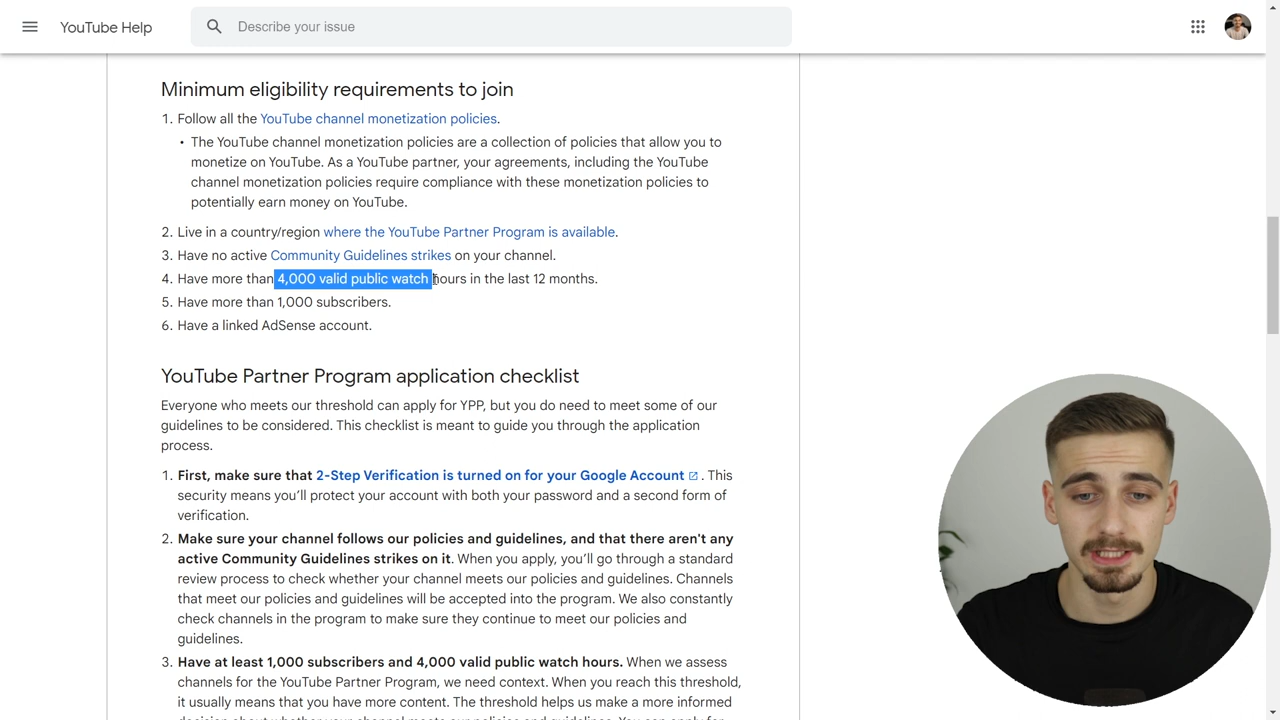 YouTube Help
Describe your issue
Minimum eligibility requirements to join
1. Follow all the YouTube channel monetization policies.
• The YouTube channel monetization policies are a collection of policies that allow you to
monetize on YouTube. As a YouTube partner, your agreements, including the YouTube
channel monetization policies require compliance with these monetization policies to
potentially earn money on YouTube.
2. Live in a country/region where the YouTube Partner Program is available.
3. Have no active Community Guidelines strikes on your channel.
4. Have more than 4,000 valid public watch hours in the last 12 months.
5. Have more than 1,000 subscribers.
6. Have a linked AdSense account.
YouTube Partner Program application checklist
Everyone who meets our threshold can apply for YPP, but you do need to meet some of our
guidelines to be considered. This checklist is meant to guide you through the application
process.
1. First, make sure that 2-Step Verification is turned on for your Google Account. This
security means you’ll protect your account with both your password and a second form of
verification.
2. Make sure your channel follows our policies and guidelines, and that there aren't any
active Community Guidelines strikes on it. When you apply, you’ll go through a standard
review process to check whether your channel meets our policies and guidelines. Channels
that meet our policies and guidelines will be accepted into the program. We also constantly
check channels in the program to make sure they continue to meet our policies and
guidelines.
3. Have at least 1,000 subscribers and 4,000 valid public watch hours. When we assess
channels for the YouTube Partner Program, we need context. When you reach this threshold,
it usually means that you have more content. The threshold helps us make a more informed